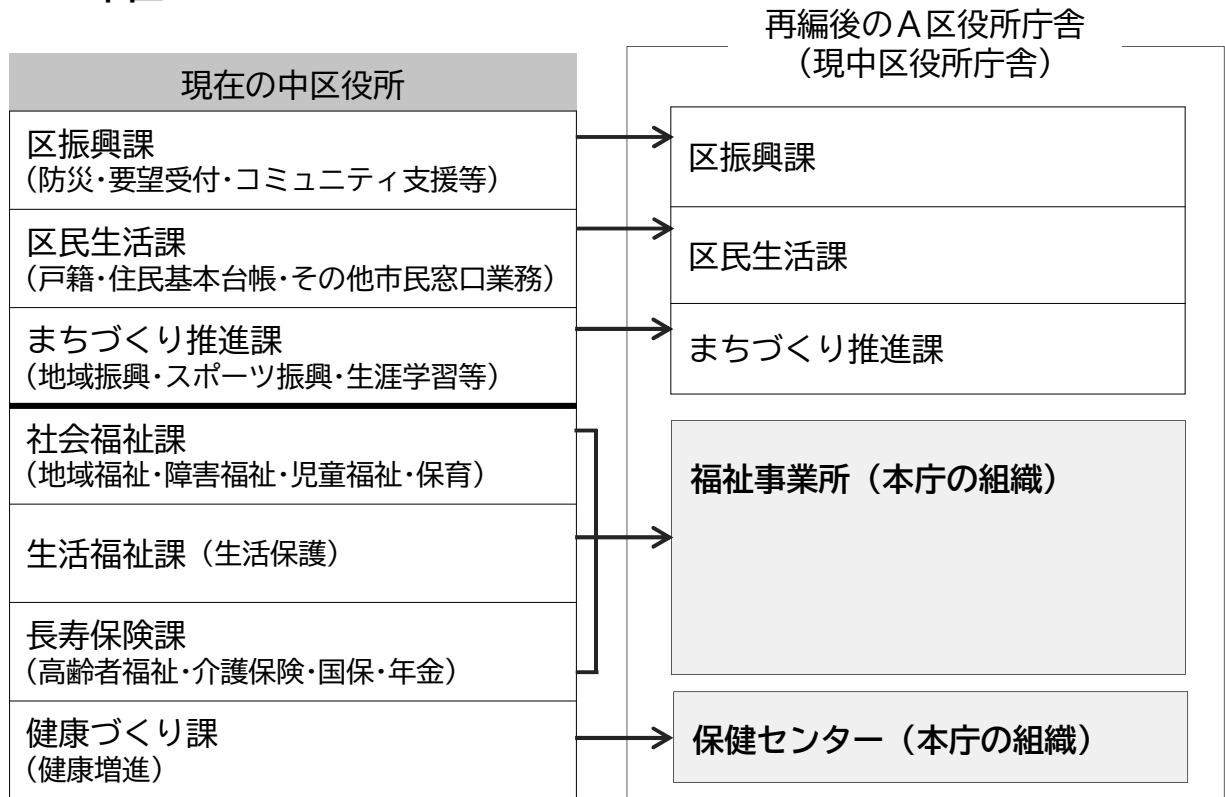 再編後のA区役所庁舎
（現中区役所庁舎）
現在の中区役所
区振興課
（防災・要望受付・コミュニティ支援等）
区民生活課
（戸籍・住民基本台帳・その他市民窓口業務）
まちづくり推進課
（地域振興・スポーツ振興・生涯学習等）
社会福祉課
（地域福祉・障害福祉・児童福祉・保育）
生活福祉課（生活保護）
長寿保険課
（高齢者福祉・介護保険・国保・年金）
健康づくり課
（健康増進）
区振興課
区民生活課
まちづくり推進課
福祉事業所（本庁の組織）
保健センター（本庁の組織）